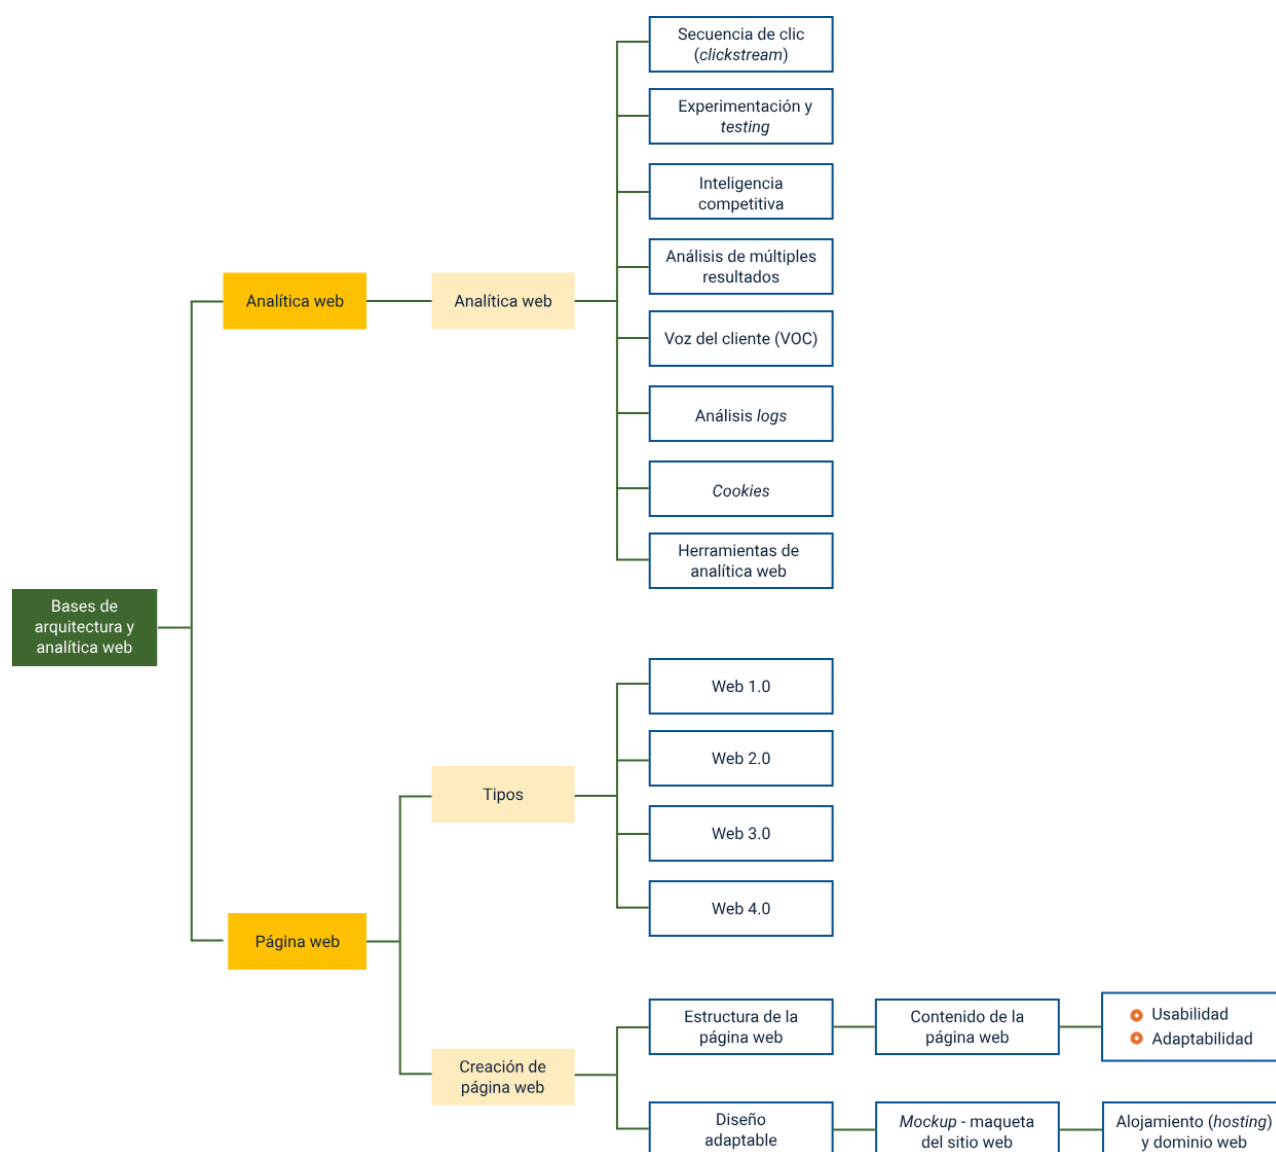 Secuencia de clic
(clickstream)
Experimentación y
testing
Inteligencia
competitiva
Análisis de múltiples
resultados
Analítica web
Analítica web
Voz del cliente (VOC)
Análisis logs
Cookies
Herramientas de
analítica web
Bases de
arquitectura y
analítica web
Web 1.0
Web 2.0
Tipos
Web 3.0
Web 4.0
Página web
Creación de
página web
Estructura de la
página web
Contenido de la
página web
Usabilidad
Adaptabilidad
Diseño
adaptable
Mockup - maqueta
del sitio web
Alojamiento (hosting)
y dominio web